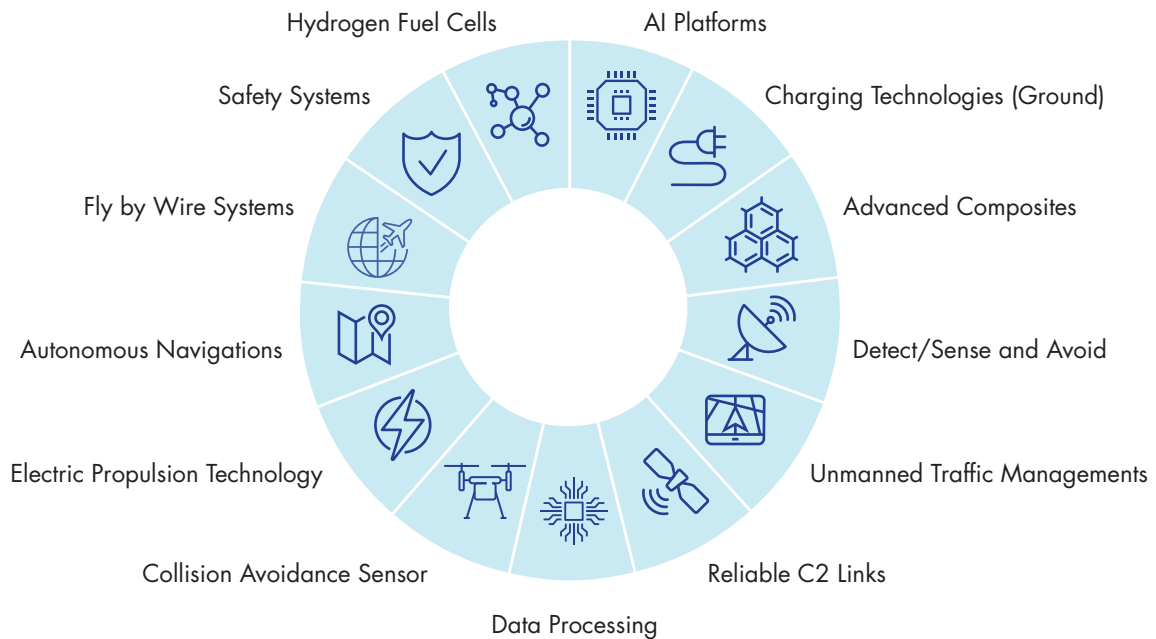 Hydrogen Fuel Cells
AI Platforms
Safety Systems
Charging Technologies (Ground)
Fly by Wire Systems
Advanced Composites
Autonomous Navigations
Detect/Sense and Avoid
Electric Propulsion Technology
Unmanned Traffic Managements
Collision Avoidance Sensor
Reliable C2 Links
Data Processing